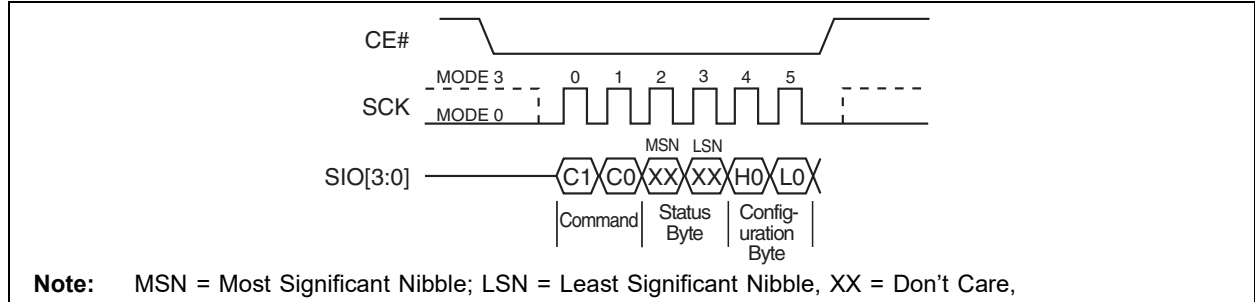 CE#
MODE 3 0 1 2 3 4 5
SCK
MODE 0
MSN LSN
SIO[3:0] C1 C0 XX XX H0 L0
Command Status Byte Config-uration Byte
Note: MSN = Most Significant Nibble; LSN = Least Significant Nibble, XX = Don't Care,